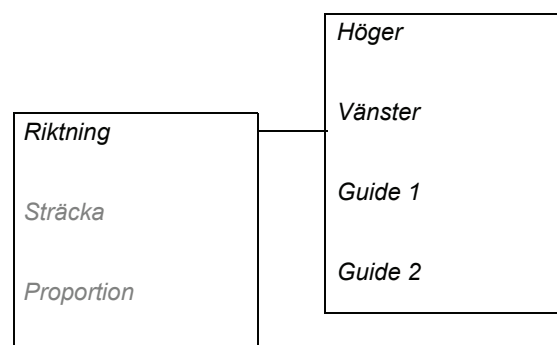 Riktning
Sträcka
Proportion
Höger
Vänster
Guide 1
Guide 2